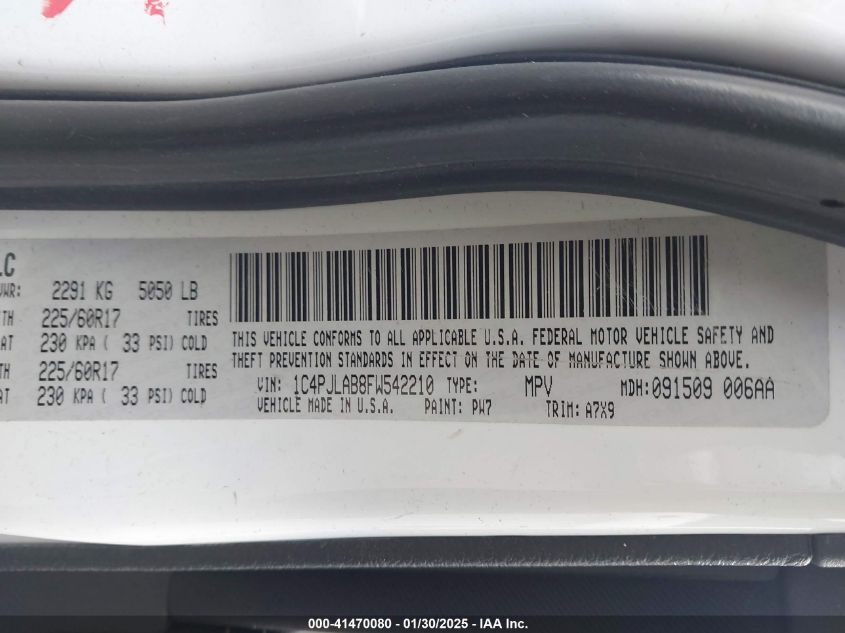 LC
VWR: 2291 KG 5050 LB
TH 225/60R17 TIRES
AT 230 KPA ( 33 PSI) COLD
TH 225/60R17 TIRES
AT 230 KPA ( 33 PSI) COLD
THIS VEHICLE CONFORMS TO ALL APPLICABLE U.S.A. FEDERAL MOTOR VEHICLE SAFETY AND
THEFT PREVENTION STANDARDS IN EFFECT ON THE DATE OF MANUFACTURE SHOWN ABOVE.
VIN: 1C4PJLAB8FW542210 TYPE: MPV MDH: 091509 006AA
VEHICLE MADE IN U.S.A. PAINT: PW7 TRIM: A7X9
000-41470080 - 01/30/2025 - IAA Inc.